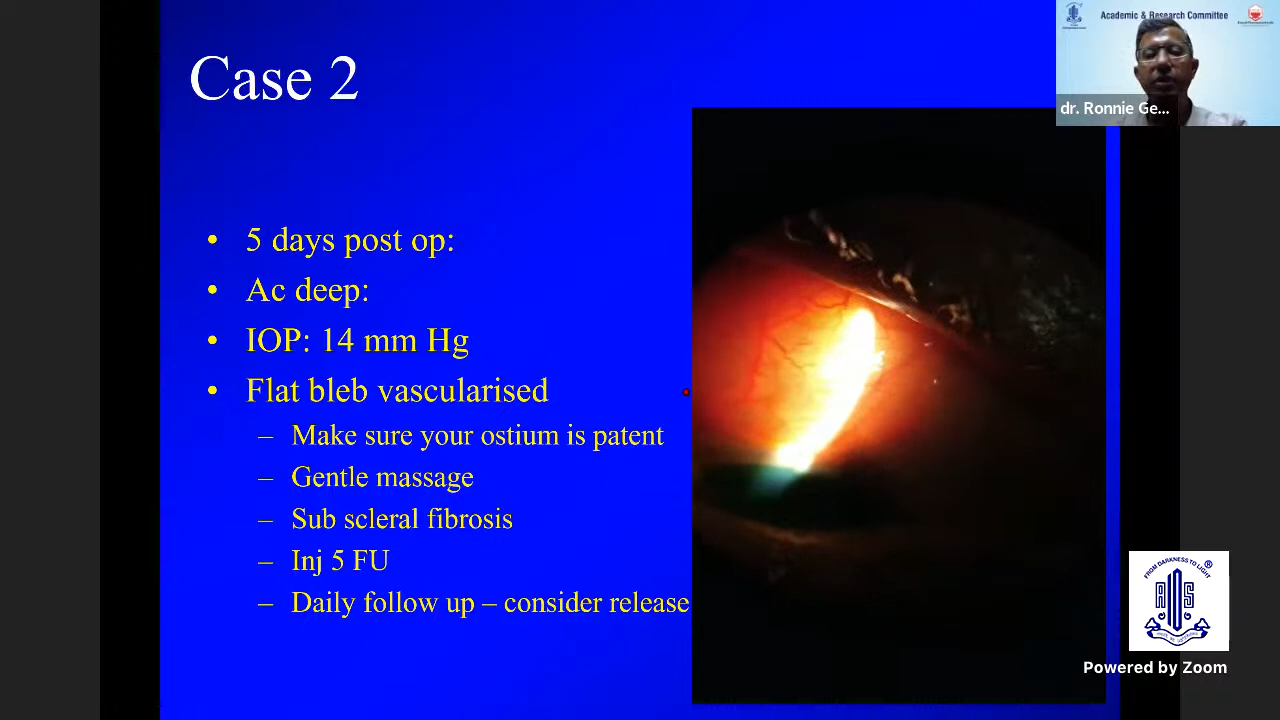 Case 2
Academic & Research Committee
dr. Ronnie Ge...
• 5 days post op:
• Ac deep:
• IOP: 14 mm Hg
• Flat bleb vascularised
– Make sure your ostium is patent
– Gentle massage
– Sub scleral fibrosis
– Inj 5 FU
– Daily follow up – consider release
FROM DARKNESS TO LIGHT
®
AIOS
Powered by Zoom